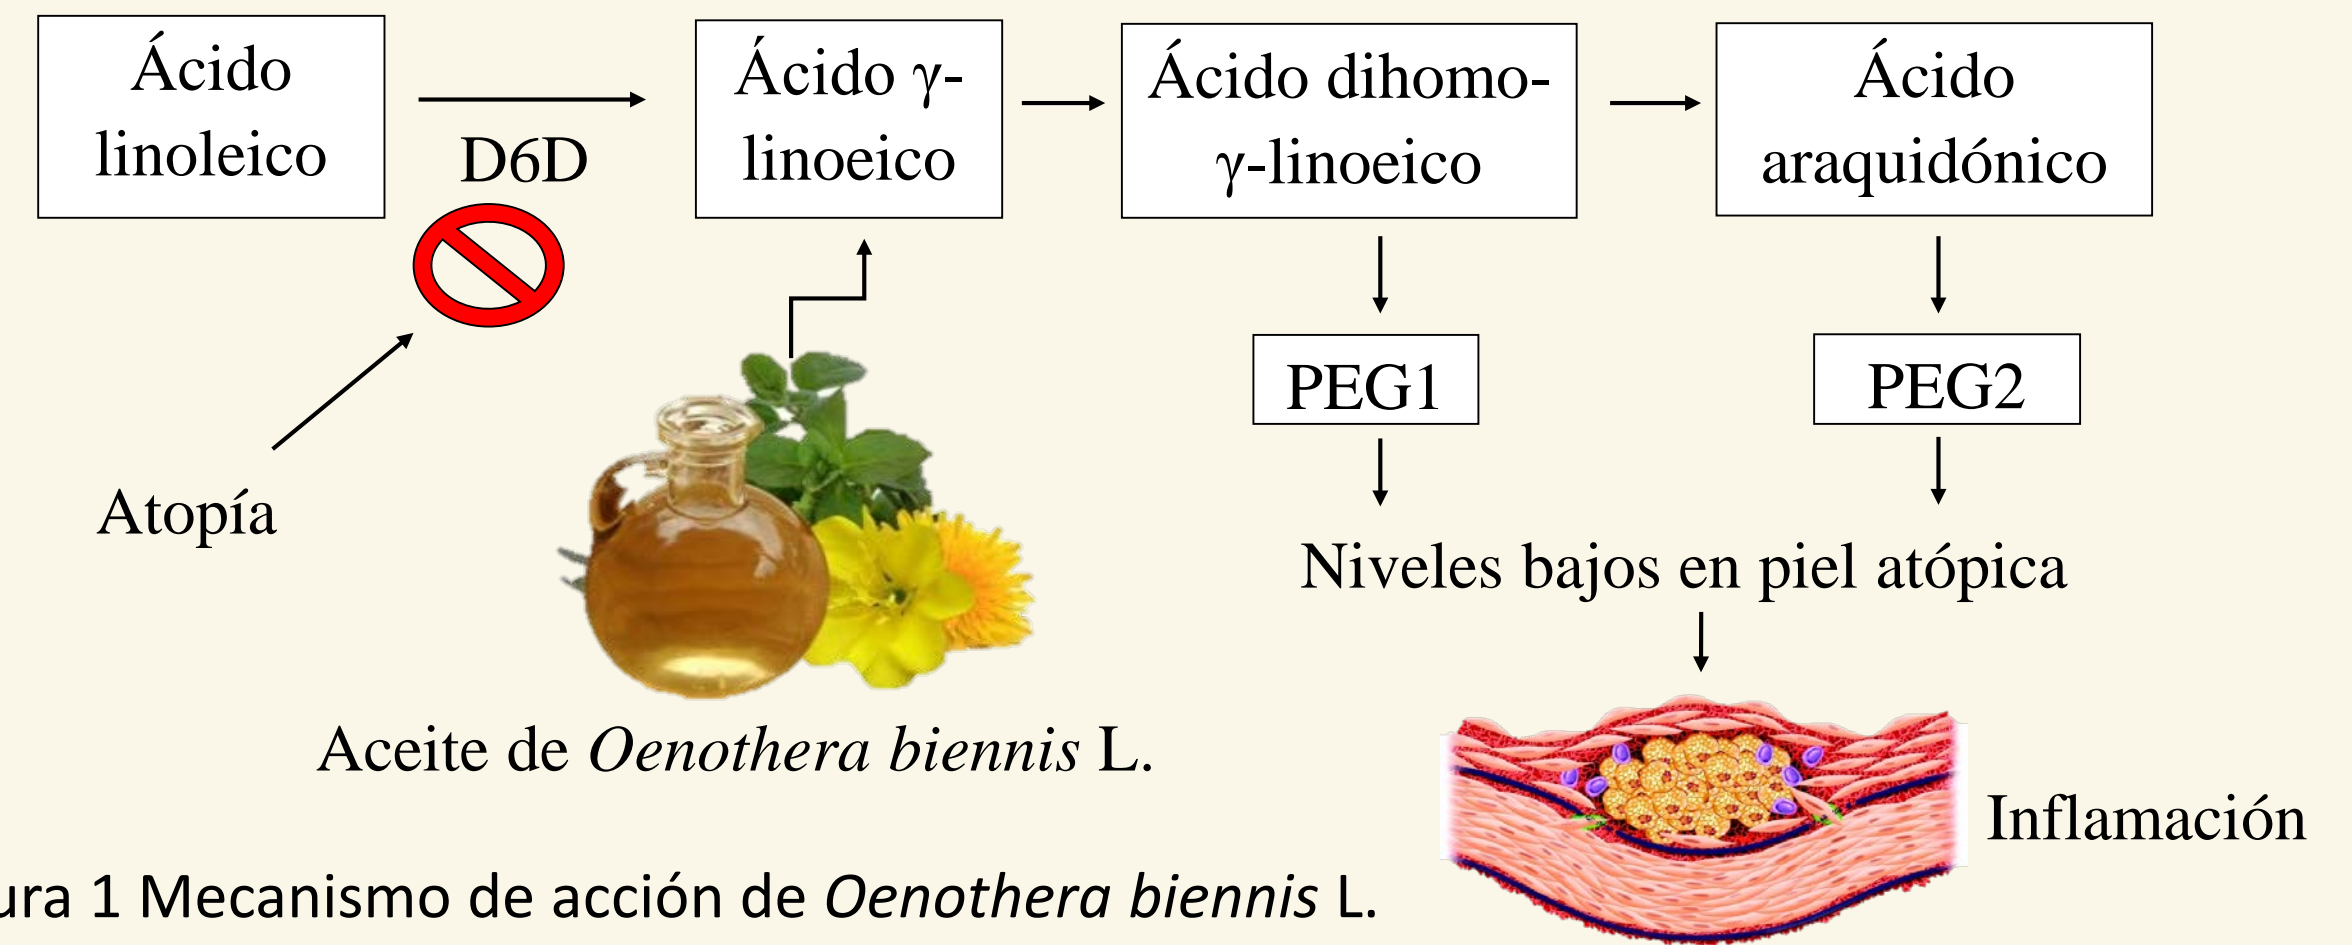 Ácido
linoleico
D6D
Ácido γ-
linoeico
Ácido dihomo-
γ-linoeico
Ácido
araquidónico
PEG1
PEG2
Atopía
Niveles bajos en piel atópica
Aceite de Oenothera biennis L.
Inflamación
ura 1 Mecanismo de acción de Oenothera biennis L.